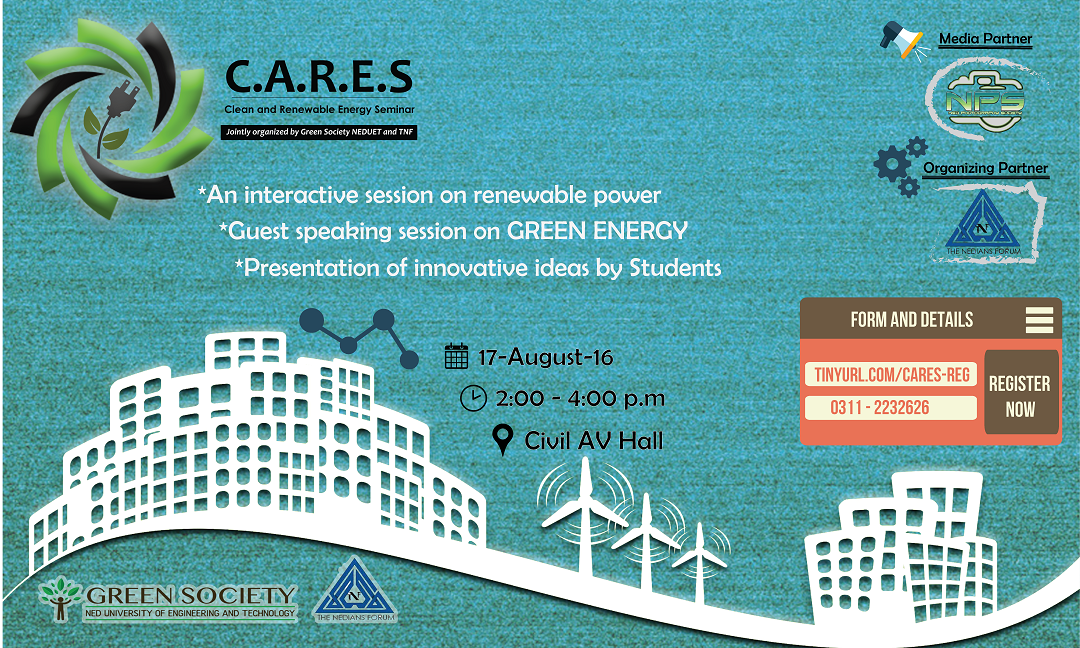 C.A.R.E.S
Clean and Renewable Energy Seminar
Jointly organized by Green Society NEDUET and TNF
*An interactive session on renewable power
*Guest speaking session on GREEN ENERGY
*Presentation of innovative ideas by Students
17-August-16
2:00 - 4:00 p.m
Civil AV Hall
Media Partner
NPS
Organizing Partner
N
THE NEDIANS FORUM
FORM AND DETAILS
TINYURL.COM/CARES-REG
0311 - 2232626
REGISTER
NOW
GREEN SOCIETY
NED UNIVERSITY OF ENGINEERING AND TECHNOLOGY
N
THE NEDIANS FORUM